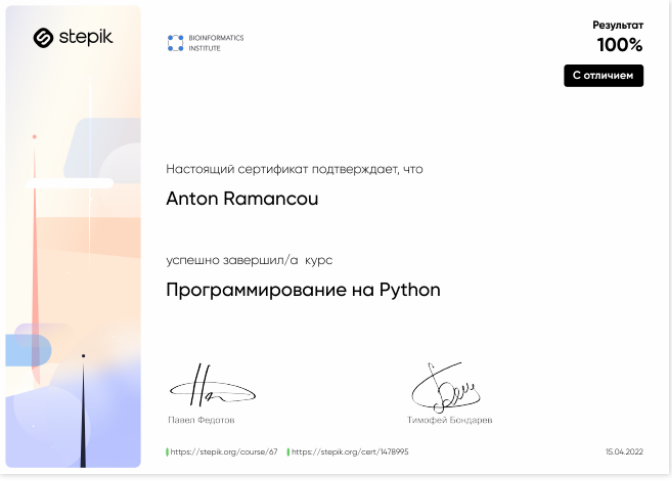 stepik
BIOINFORMATICS
INSTITUTE
Результат
100%
С отличием
Настоящий сертификат подтверждает, что
Anton Ramancou
успешно завершил/а курс
Программирование на Python
Павел Федотов
Тимофей Бондарев
https://stepik.org/course/67
https://stepik.org/cert/1478995
15.04.2022